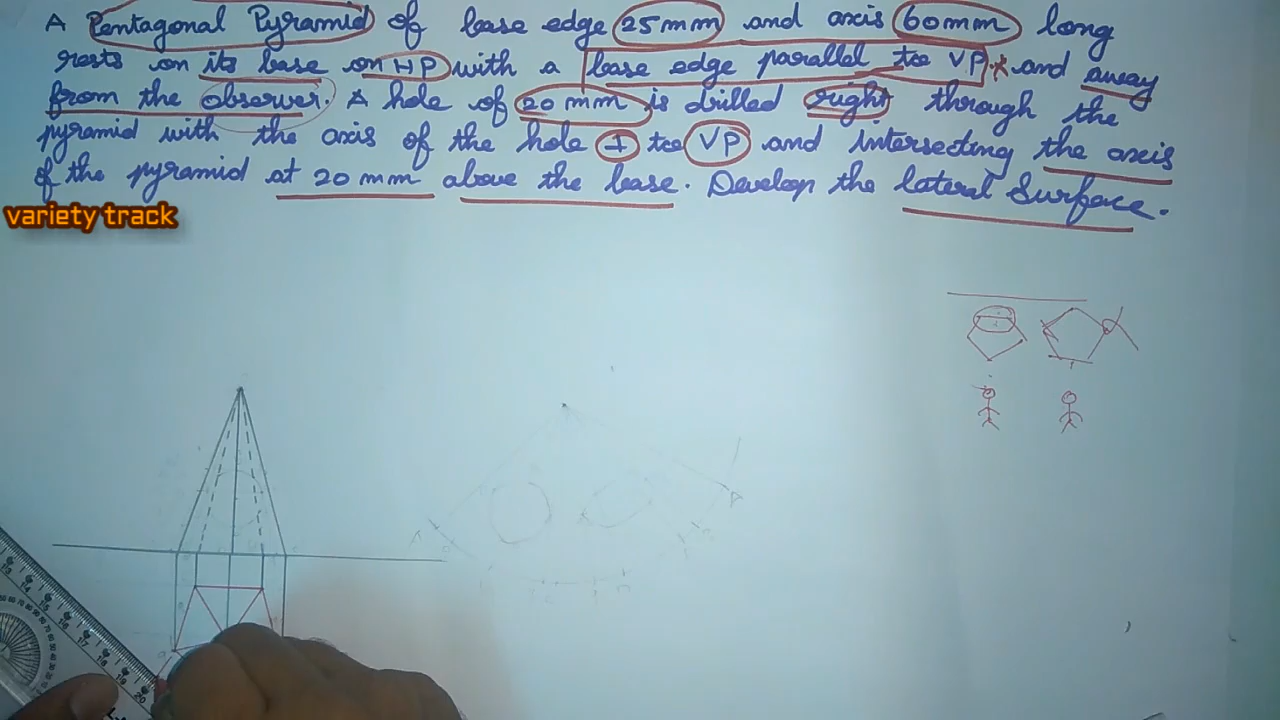 A Pentagonal Pyramid of base edge 25mm and axis 60mm long
rests on its base on HP with a base edge parallel to VP and away
from the observer. A hole of 20 mm is drilled right through the
pyramid with the axis of the hole ⊥ to VP and intersecting the axis
of the pyramid at 20 mm above the base. Develop the lateral Surface.
variety track